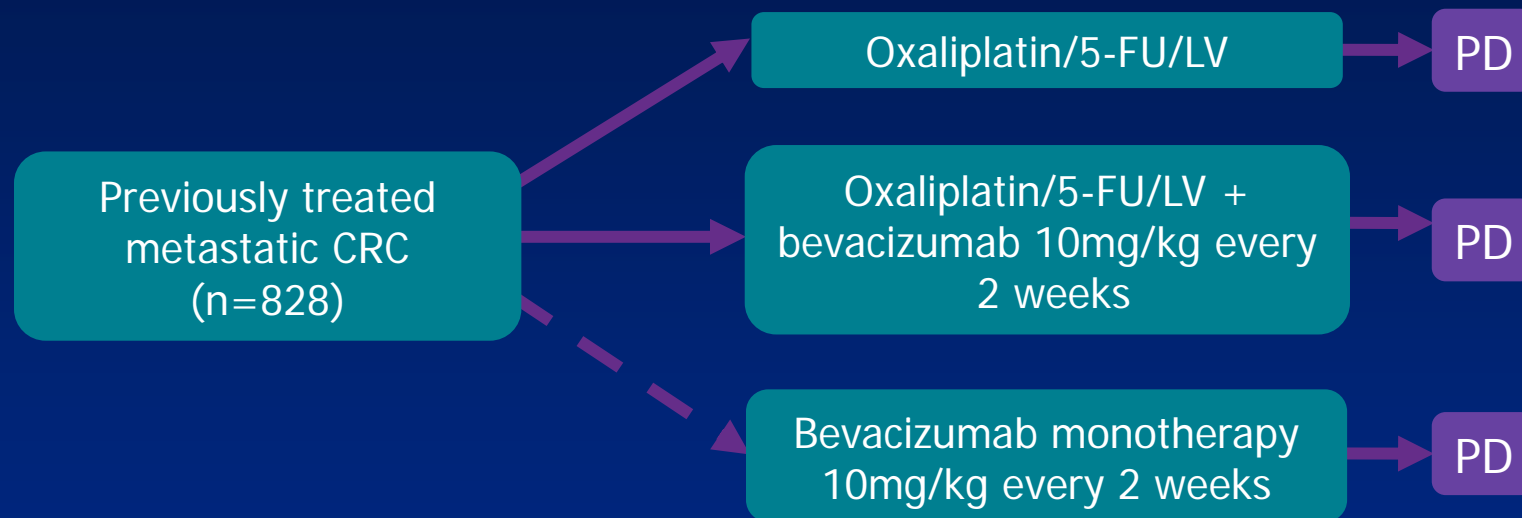 Oxaliplatin/5-FU/LV
PD
Previously treated
metastatic CRC
(n=828)
Oxaliplatin/5-FU/LV +
bevacizumab 10mg/kg every
2 weeks
PD
Bevacizumab monotherapy
10mg/kg every 2 weeks
PD